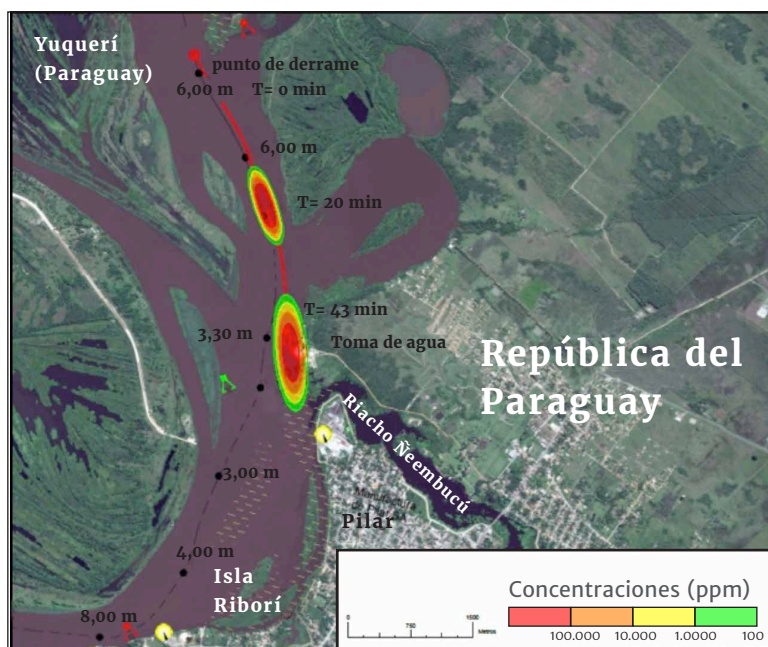 Yuquerí
(Paraguay)
punto de derrame
6,00 m T= 0 min
6,00 m
T= 20 min
T= 43 min
3,30 m
Toma de agua
República del
Paraguay
Riacho Ñeembucú
3,00 m
Pilar
4,00 m
Isla
Riborí
8,00 m
Concentraciones (ppm)
100.000 10.000 1.0000 100
0 750 1500
Metros